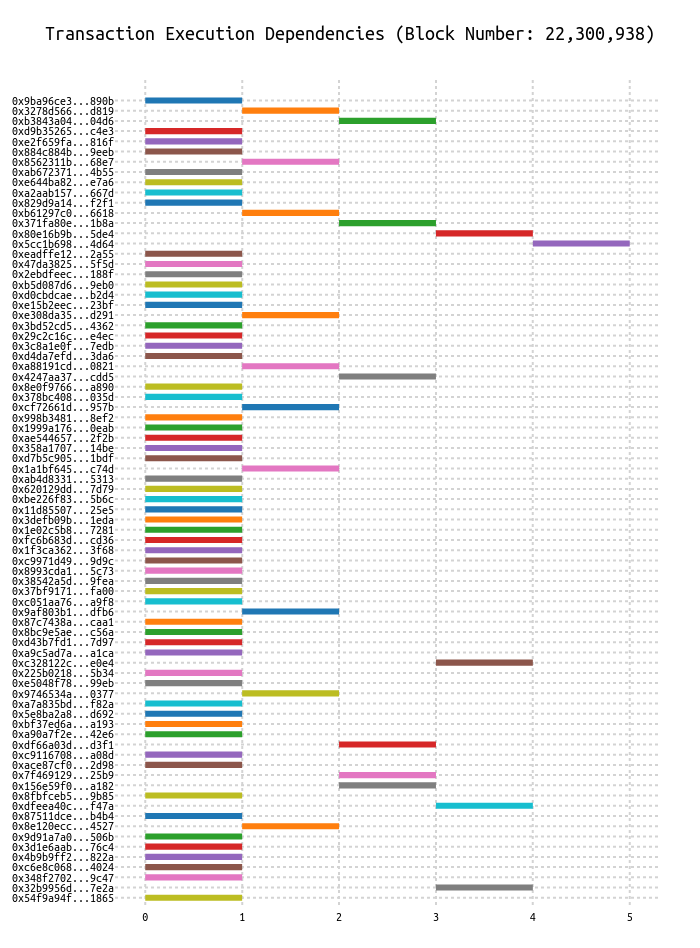 Transaction Execution Dependencies (Block Number: 22,300,938)
0x9ba96ce3...890b
0x3278d566...d819
0xb3843a04...04d6
0xd9b35265...c4e3
0xe2f659fa...816f
0x884c884b...9eeb
0x8562311b...68e7
0xab672371...4b55
0xe644ba82...e7a6
0xa2aab157...667d
0x829d9a14...f2f1
0xb61297c0...6618
0x371fa80e...1b8a
0x80e16b9b...5de4
0x5cc1b698...4d64
0xeadffe12...2a55
0x47da3825...5f5d
0x2ebdfeec...188f
0xb5d087d6...9eb0
0xd0cbdcae...b2d4
0xe15b2eec...23bf
0xe308da35...d291
0x3bd52cd5...4362
0x29c2c16c...e4ec
0x3c8a1e0f...7edb
0xd4da7efd...3da6
0xa88191cd...0821
0x4247aa37...cdd5
0x8e0f9766...a890
0x378bc408...035d
0xcf72661d...957b
0x998b3481...8ef2
0x1999a176...0eab
0xae544657...2f2b
0x358a1707...14be
0xd7b5c905...1bdf
0x1a1bf645...c74d
0xab4d8331...5313
0x620129dd...7d79
0xbe226f83...5b6c
0x11d85507...25e5
0x3defb09b...1eda
0x1e02c5b8...7281
0xfc6b683d...cd36
0x1f3ca362...3f68
0xc9971d49...9d9c
0x8993cda1...5c73
0x38542a5d...9fea
0x37bf9171...fa00
0xc051aa76...a9f8
0x9af803b1...dfb6
0x87c7438a...caa1
0x8bc9e5ae...c56a
0xd43b7fd1...7d97
0xa9c5ad7a...a1ca
0xc328122c...e0e4
0x225b0218...5b34
0xe5048f78...99eb
0x9746534a...0377
0xa7a835bd...f82a
0x5e8ba2a8...d692
0xbf37ed6a...a193
0xa90a7f2e...42e6
0xdf66a03d...d3f1
0xc9116708...a08d
0xace87cf0...2d98
0x7f469129...25b9
0x156e59f0...a182
0x8fbfceb5...9b85
0xdfeea40c...f47a
0x87511dce...b4b4
0x8e120ecc...4527
0x9d91a7a0...506b
0x3d1e6aab...76c4
0x4b9b9ff2...822a
0xc6e8c068...4024
0x348f2702...9c47
0x32b9956d...7e2a
0x54f9a94f...1865
0 1 2 3 4 5